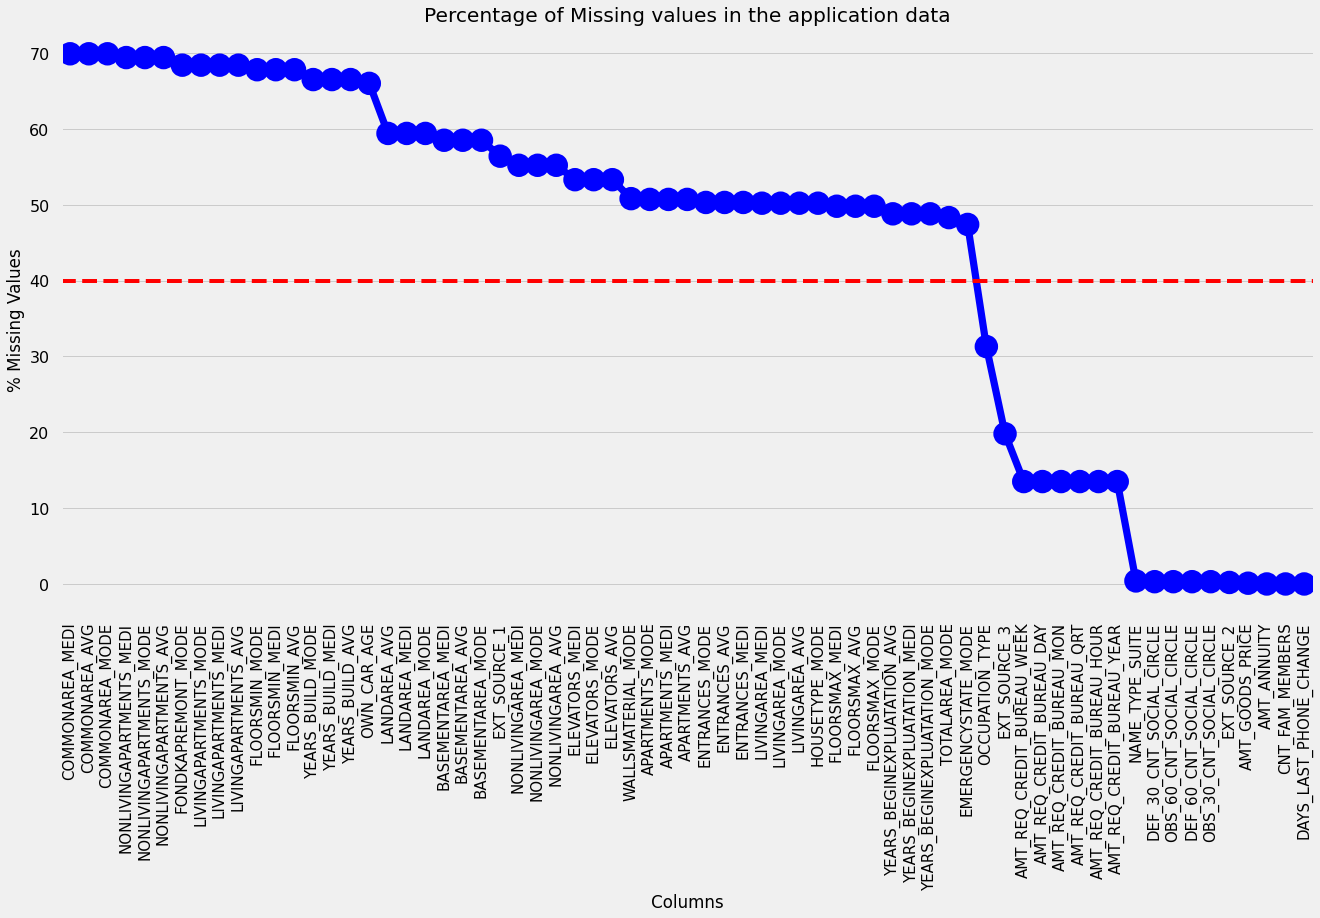 Percentage of Missing values in the application data
% Missing Values
70
60
50
40
30
20
10
0
COMMONAREA_MEDI
COMMONAREA_AVG
COMMONAREA_MODE
NONLIVINGAPARTMENTS_MEDI
NONLIVINGAPARTMENTS_MODE
NONLIVINGAPARTMENTS_AVG
FONDKAPREMONT_MODE
LIVINGAPARTMENTS_MODE
LIVINGAPARTMENTS_MEDI
LIVINGAPARTMENTS_AVG
FLOORSMIN_MODE
FLOORSMIN_MEDI
FLOORSMIN_AVG
YEARS_BUILD_MODE
YEARS_BUILD_MEDI
YEARS_BUILD_AVG
OWN_CAR_AGE
LANDAREA_AVG
LANDAREA_MEDI
LANDAREA_MODE
BASEMENTAREA_MEDI
BASEMENTAREA_AVG
BASEMENTAREA_MODE
EXT_SOURCE_1
NONLIVINGAREA_MEDI
NONLIVINGAREA_MODE
NONLIVINGAREA_AVG
ELEVATORS_MEDI
ELEVATORS_MODE
ELEVATORS_AVG
WALLSMATERIAL_MODE
APARTMENTS_MODE
APARTMENTS_MEDI
APARTMENTS_AVG
ENTRANCES_MODE
ENTRANCES_AVG
ENTRANCES_MEDI
LIVINGAREA_MEDI
LIVINGAREA_MODE
LIVINGAREA_AVG
HOUSETYPE_MODE
FLOORSMAX_MEDI
FLOORSMAX_AVG
FLOORSMAX_MODE
YEARS_BEGINEXPLUATATION_AVG
YEARS_BEGINEXPLUATATION_MEDI
YEARS_BEGINEXPLUATATION_MODE
TOTALAREA_MODE
EMERGENCYSTATE_MODE
OCCUPATION_TYPE
EXT_SOURCE_3
AMT_REQ_CREDIT_BUREAU_WEEK
AMT_REQ_CREDIT_BUREAU_DAY
AMT_REQ_CREDIT_BUREAU_MON
AMT_REQ_CREDIT_BUREAU_QRT
AMT_REQ_CREDIT_BUREAU_HOUR
AMT_REQ_CREDIT_BUREAU_YEAR
NAME_TYPE_SUITE
DEF_30_CNT_SOCIAL_CIRCLE
OBS_60_CNT_SOCIAL_CIRCLE
DEF_60_CNT_SOCIAL_CIRCLE
OBS_30_CNT_SOCIAL_CIRCLE
EXT_SOURCE_2
AMT_GOODS_PRICE
AMT_ANNUITY
CNT_FAM_MEMBERS
DAYS_LAST_PHONE_CHANGE
Columns